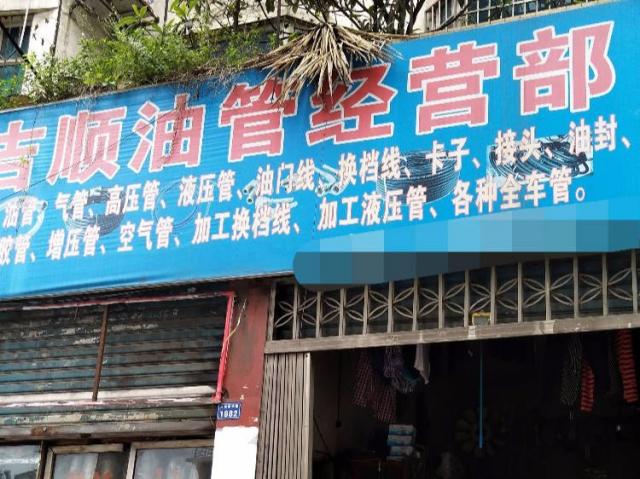 吉顺油管经营部
油管、气管、高压管、液压管、油门线、换档线、卡子、接头、油封、
胶管、增压管、空气管、加工换档线、加工液压管、各种全车管。
1982